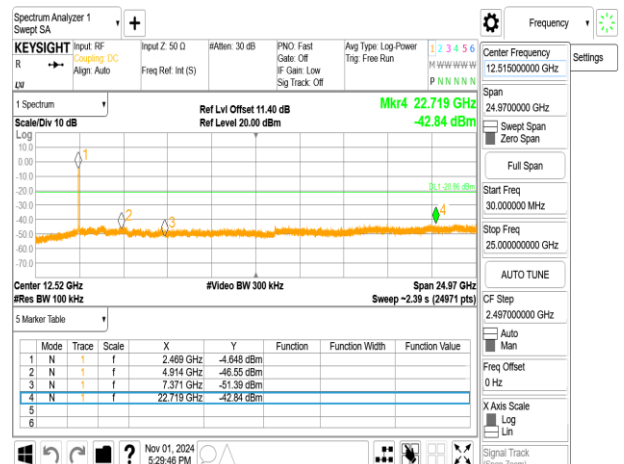 Spectrum Analyzer 1
Swept SA
Frequency
KEYSIGHT Input: RF Input Z: 50 Ω #Atten: 30 dB PNO: Fast Avg Type: Log-Power 1 2 3 4 5 6
R Coupling: DC Gate: Off Trig: Free Run M W W W W W
Align: Auto Freq Ref: Int (S) IF Gain: Low
LXI Sig Track: Off P N N N N N
Center Frequency
12.515000000 GHz
Settings
Span
24.9700000 GHz
Swept Span
Zero Span
Full Span
Start Freq
30.000000 MHz
Stop Freq
25.000000000 GHz
AUTO TUNE
CF Step
2.497000000 GHz
Auto
Man
Freq Offset
0 Hz
X Axis Scale
Log
Lin
Signal Track
(Span Zoom)
1 Spectrum
Scale/Div 10 dB
Ref Lvl Offset 11.40 dB
Ref Level 20.00 dBm
Mkr4 22.719 GHz
-42.84 dBm
Log
10.0
0.00
-10.0
-20.0
-30.0
-40.0
-50.0
-60.0
-70.0
1
2
3
4
DL1 -20.86 dBm
Center 12.52 GHz #Video BW 300 kHz Span 24.97 GHz
#Res BW 100 kHz Sweep ~2.39 s (24971 pts)
5 Marker Table
Mode Trace Scale X Y Function Function Width Function Value
1 N 1 f 2.469 GHz -4.648 dBm
2 N 1 f 4.914 GHz -46.55 dBm
3 N 1 f 7.371 GHz -51.39 dBm
4 N 1 f 22.719 GHz -42.84 dBm
5
6
? Nov 01, 2024
5:29:46 PM